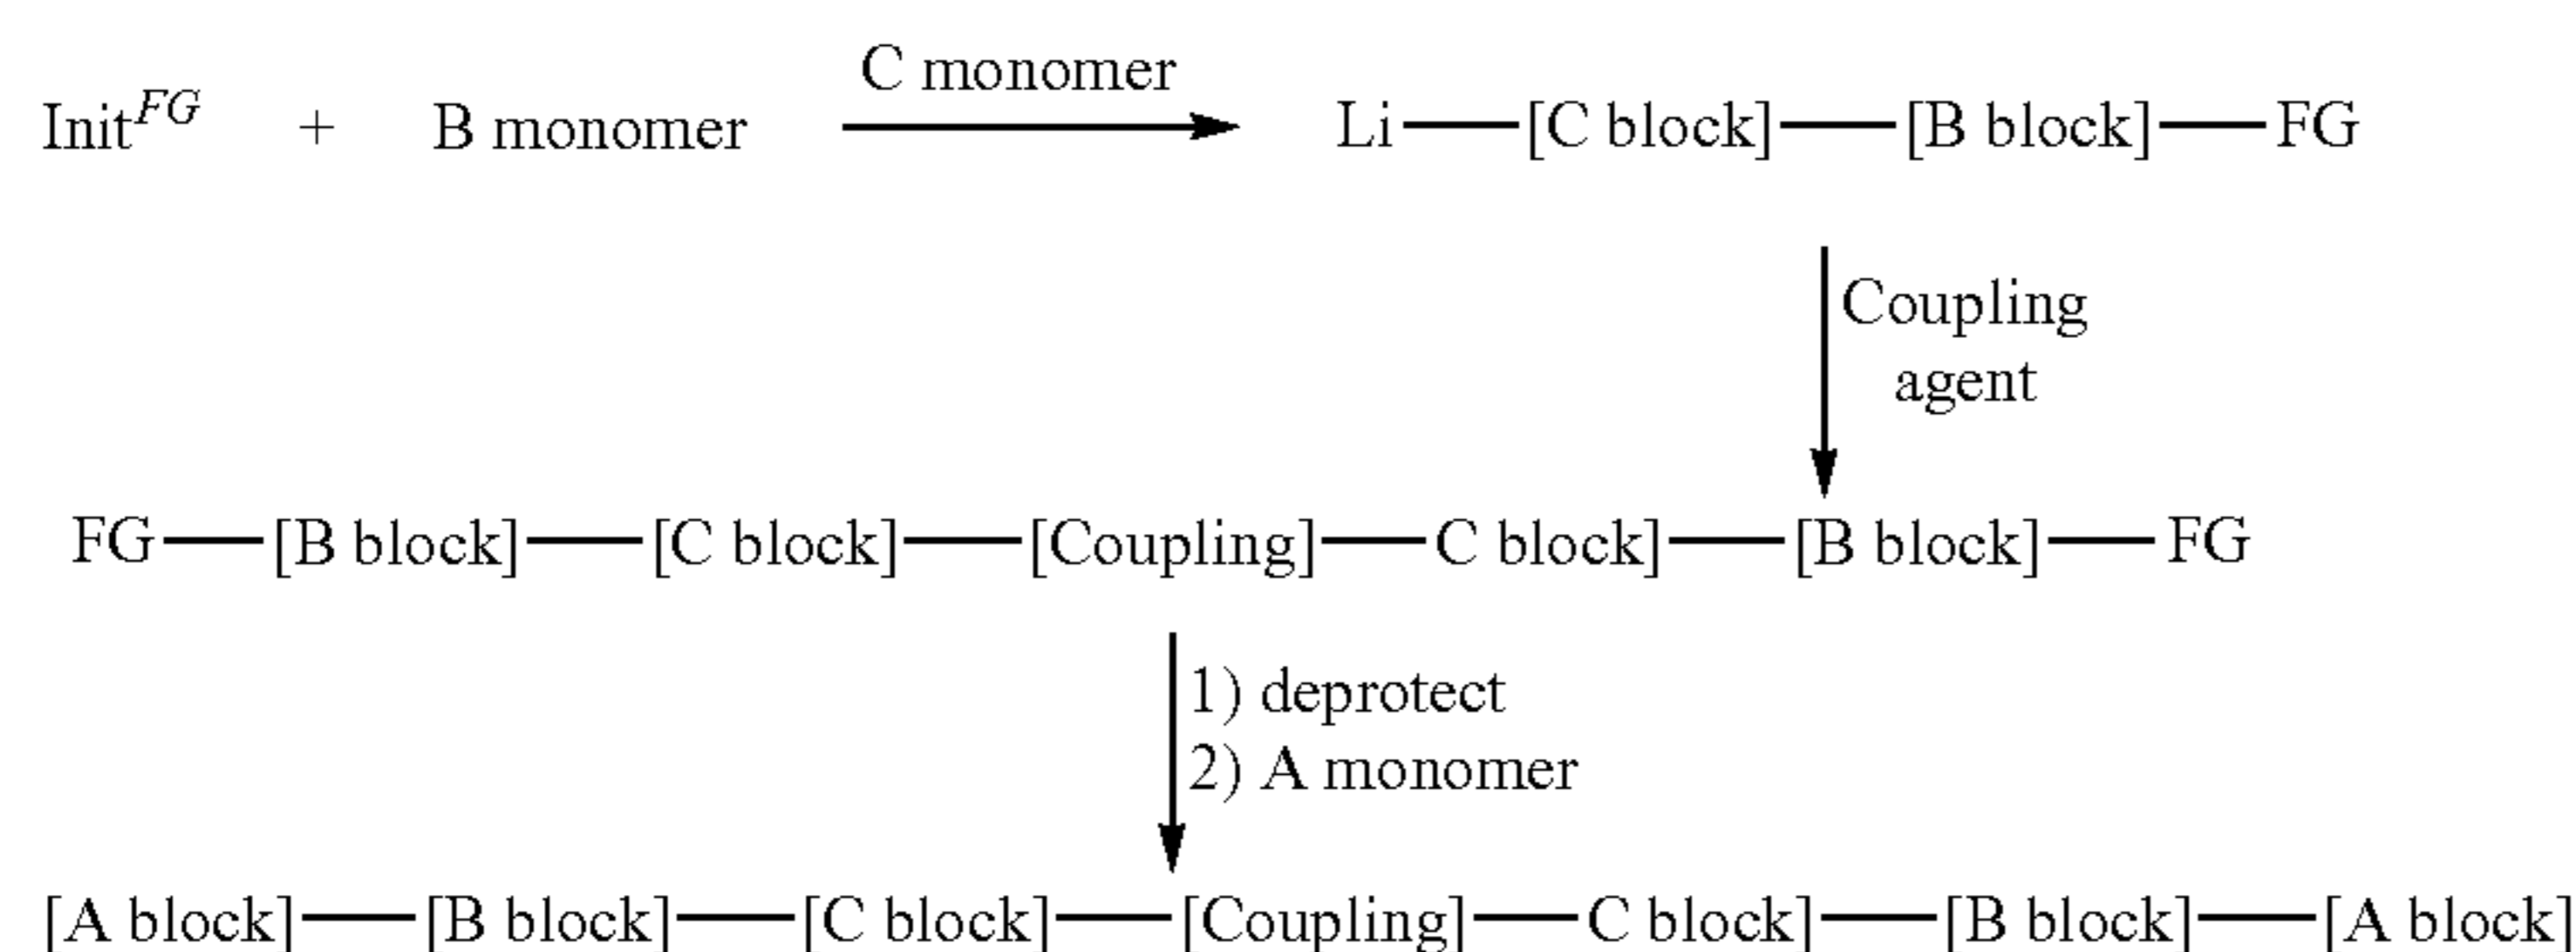 C monomer
Init^FG + B monomer Li—[C block]—[B block]—FG
Coupling
agent
FG—[B block]—[C block]—[Coupling]—C block]—[B block]—FG
1) deprotect
2) A monomer
[A block]—[B block]—[C block]—[Coupling]—C block]—[B block]—[A block]